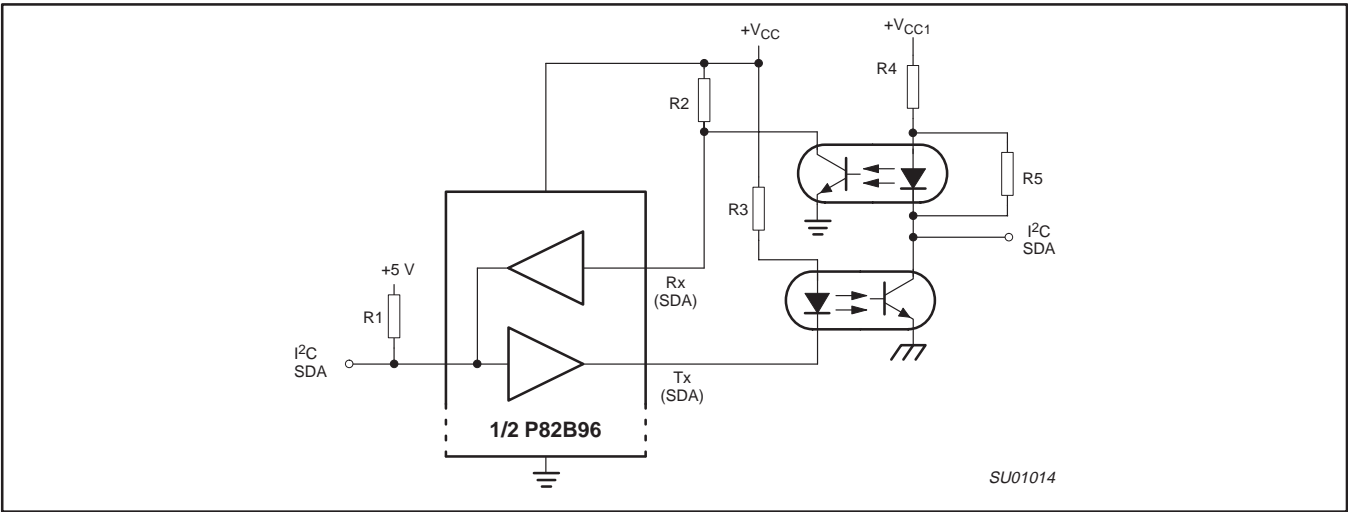 +VCC
+VCC1
R4
R2
R5
R3
I2C
SDA
+5 V
Rx
(SDA)
R1
I2C
SDA
Tx
(SDA)
1/2 P82B96
SU01014